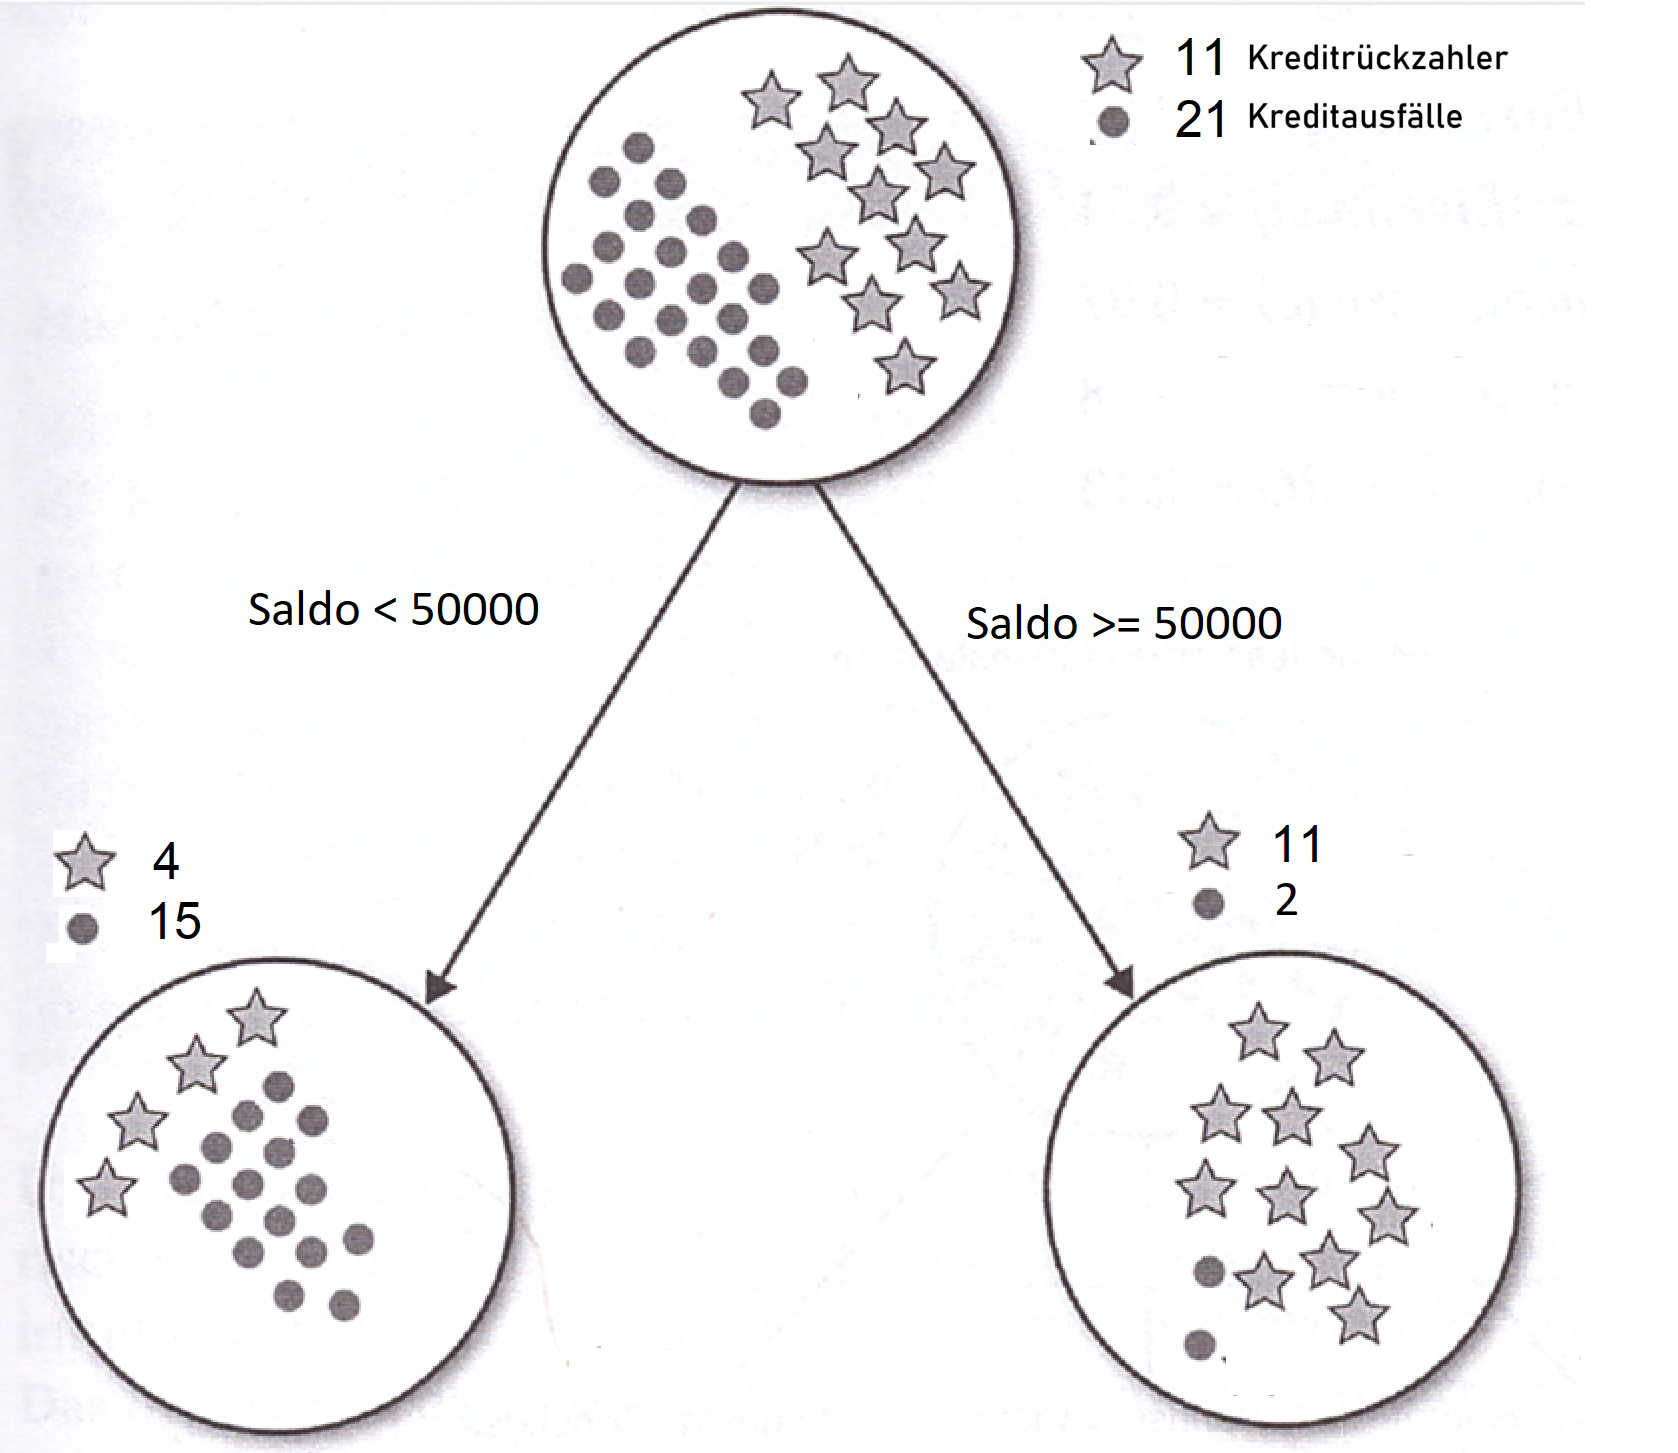 11 Kreditrückzahler
21 Kreditausfälle
Saldo < 50000
Saldo >= 50000
4
15
11
2